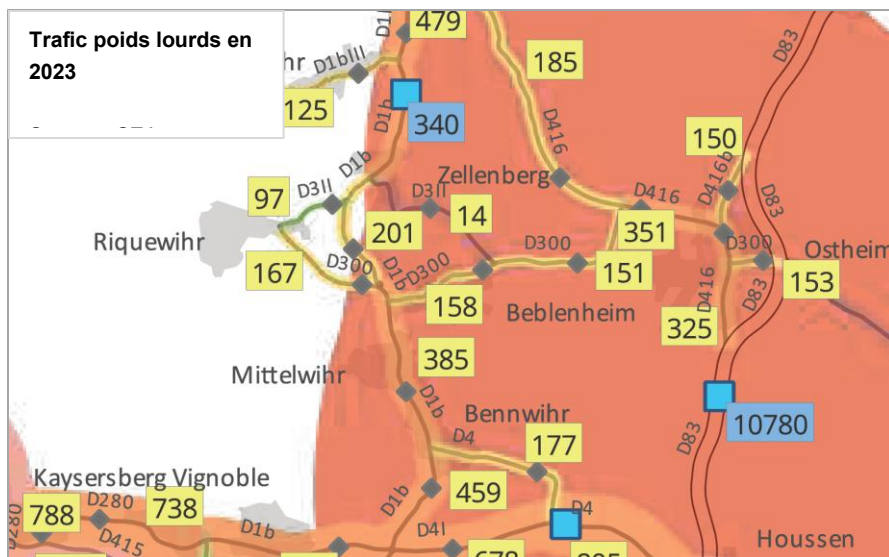 Trafic poids lourds en
2023
479
D1bIII
hr
125
D1b
340
185
D416
150
D416b
D83
Zellenberg
D1b
D3II
97
D3II
14
D416
351
D83
D300
Ostheim
Riquewihr
201
167
D300
D1b
D300
158
D300
151
Beblenheim
D416
325
D83
153
385
Mittelwihr
D1b
Bennwihr
D4
177
D83
10780
Kaysersberg Vignoble
D280
738
788
D280
D415
D1b
D1b
459
D4I
D4
Houssen